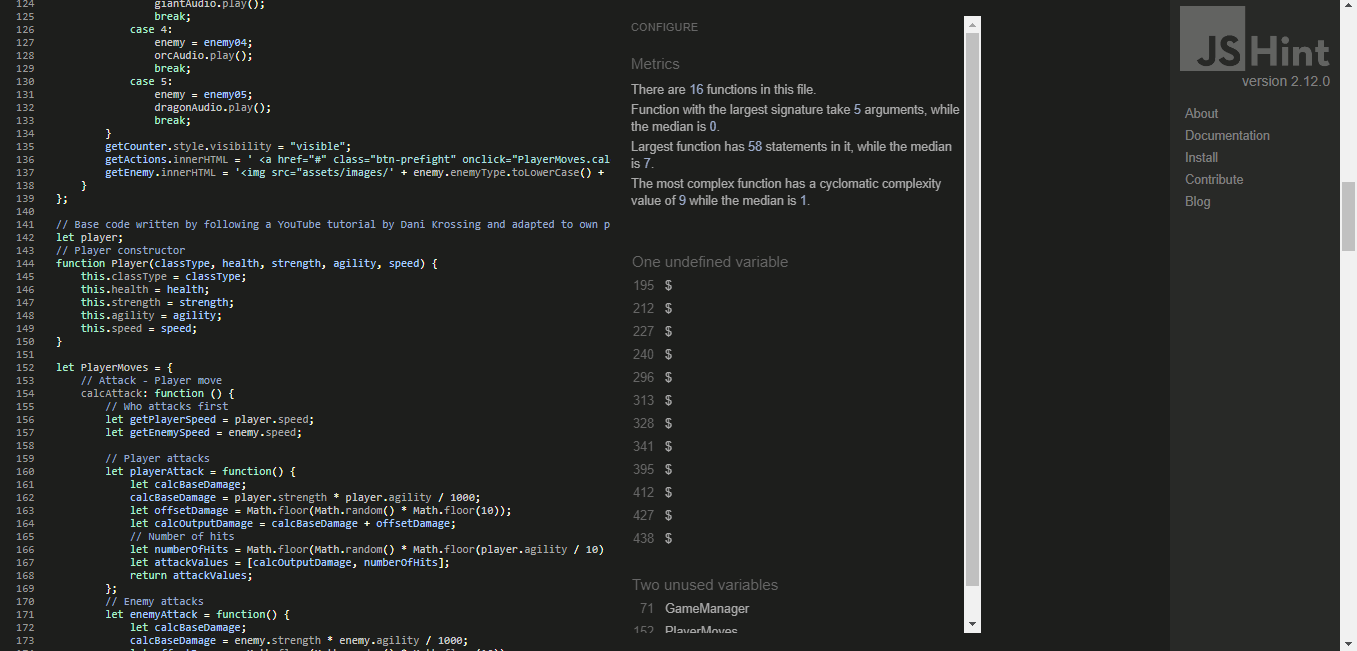 124 giantAudio.play();
125 break;
126 case 4:
127 enemy = enemy04;
128 orcAudio.play();
129 break;
130 case 5:
131 enemy = enemy05;
132 dragonAudio.play();
133 break;
134 }
135 getCounter.style.visibility = "visible";
136 getActions.innerHTML = ' <a href="#" class="btn-prefight" onclick="PlayerMoves.cal
137 getEnemy.innerHTML = '<img src="assets/images/' + enemy.enemyType.toLowerCase() +
138 }
139 };
140
141 // Base code written by following a YouTube tutorial by Dani Krossing and adapted to own p
142 let player;
143 // Player constructor
144 function Player(classType, health, strength, agility, speed) {
145 this.classType = classType;
146 this.health = health;
147 this.strength = strength;
148 this.agility = agility;
149 this.speed = speed;
150 }
151
152 let PlayerMoves = {
153 // Attack - Player move
154 calcAttack: function () {
155 // Who attacks first
156 let getPlayerSpeed = player.speed;
157 let getEnemySpeed = enemy.speed;
158
159 // Player attacks
160 let playerAttack = function() {
161 let calcBaseDamage;
162 calcBaseDamage = player.strength * player.agility / 1000;
163 let offsetDamage = Math.floor(Math.random() * Math.floor(10));
164 let calcOutputDamage = calcBaseDamage + offsetDamage;
165 // Number of hits
166 let numberOfHits = Math.floor(Math.random() * Math.floor(player.agility / 10)
167 let attackValues = [calcOutputDamage, numberOfHits];
168 return attackValues;
169 };
170 // Enemy attacks
171 let enemyAttack = function() {
172 let calcBaseDamage;
173 calcBaseDamage = enemy.strength * enemy.agility / 1000;
CONFIGURE
Metrics
There are 16 functions in this file.
Function with the largest signature take 5 arguments, while
the median is 0.
Largest function has 58 statements in it, while the median
is 7.
The most complex function has a cyclomatic complexity
value of 9 while the median is 1.
One undefined variable
195 $
212 $
227 $
240 $
296 $
313 $
328 $
341 $
395 $
412 $
427 $
438 $
Two unused variables
71 GameManager
152 PlayerMoves
JSHint
version 2.12.0
About
Documentation
Install
Contribute
Blog